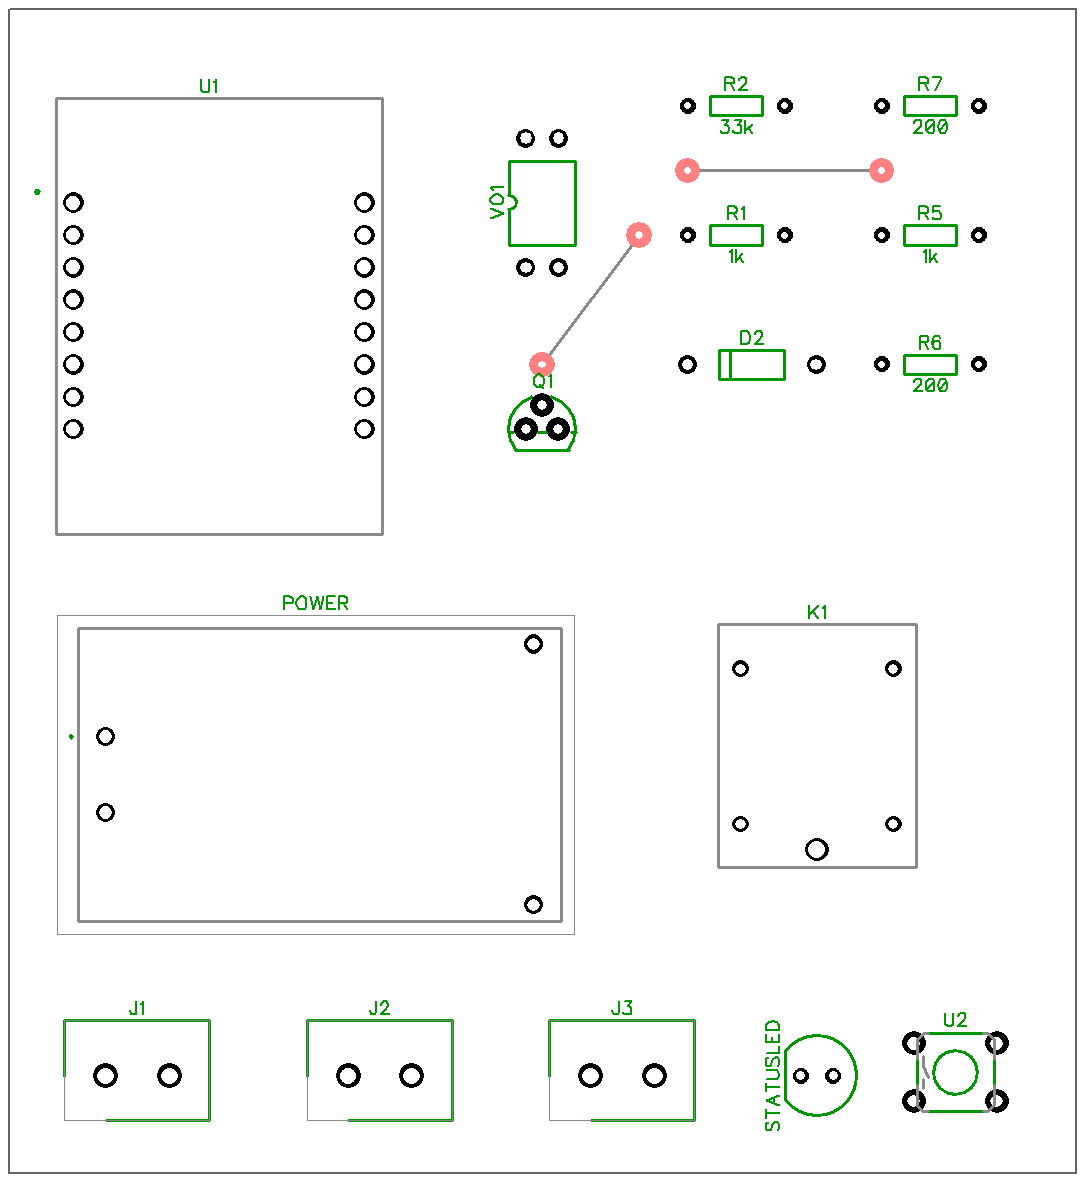 U1
R2
33k
R7
200
VO1
R1
1k
R5
1k
D2
R6
200
Q1
POWER
K1
J1
J2
J3
STATUSLED
U2